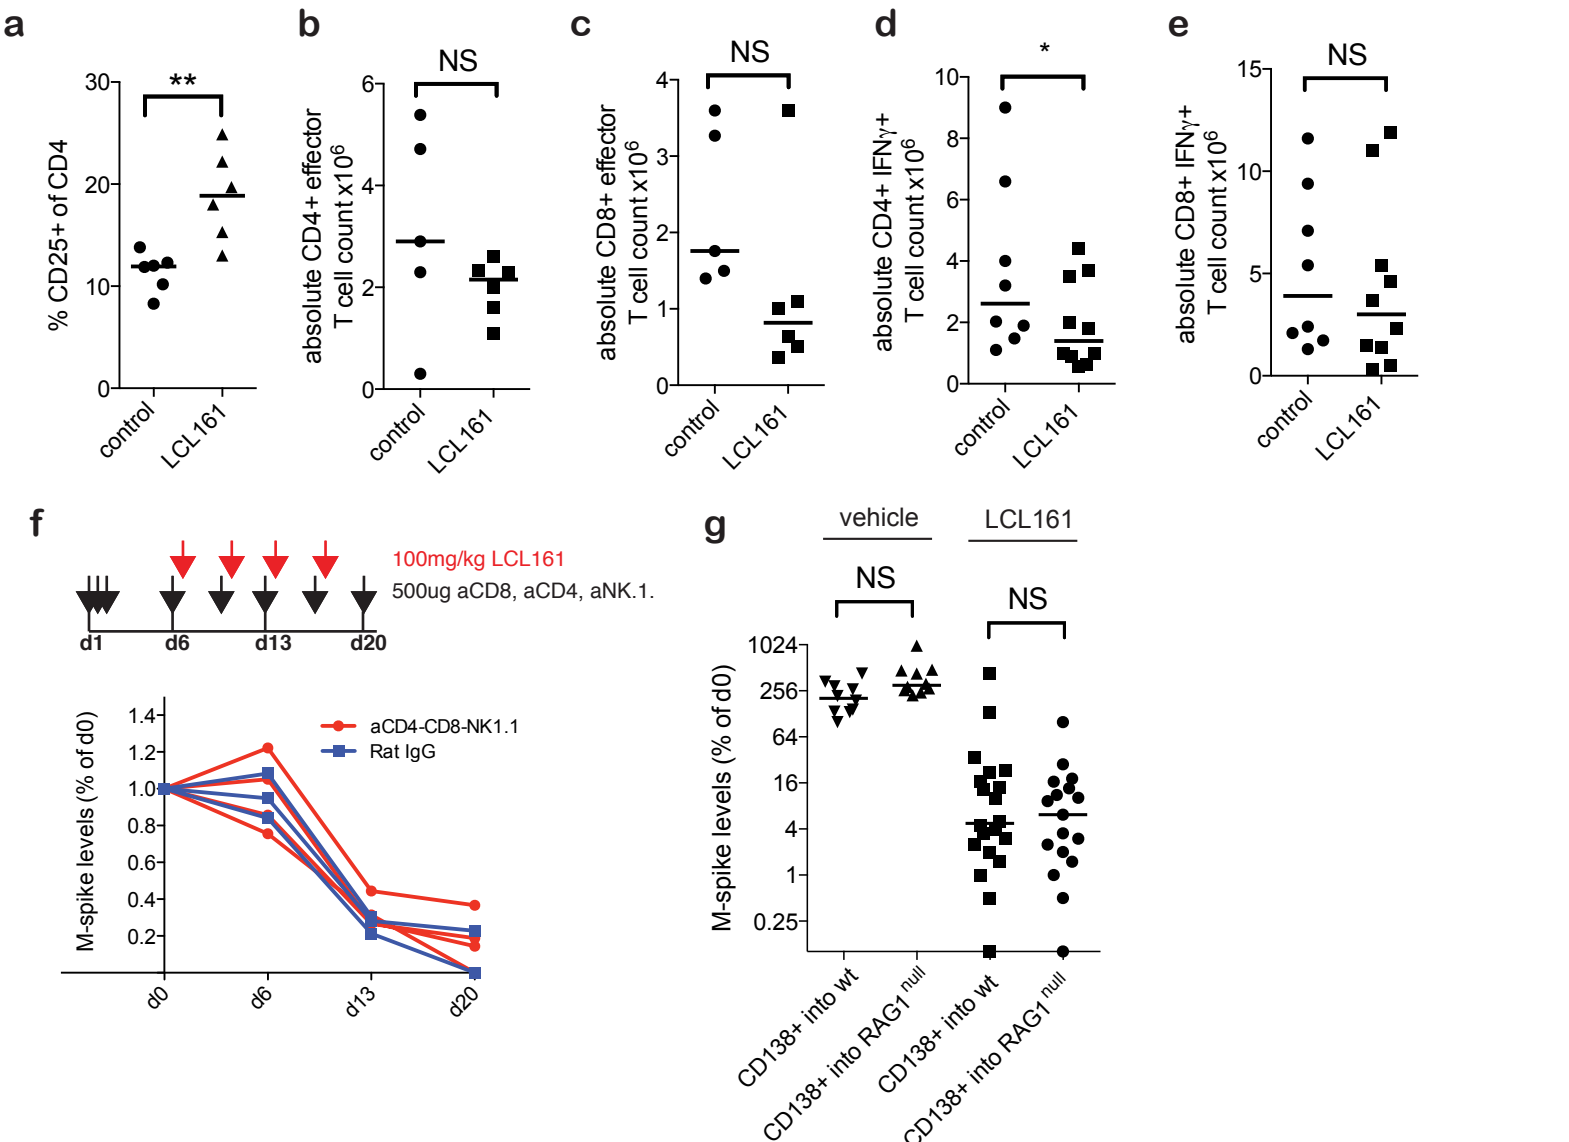 a
**
30
20
10
0
% CD25+ of CD4
control
LCL161
b
NS
6
4
2
0
absolute CD4+ effector
T cell count x10^6
control
LCL161
c
NS
4
3
2
1
0
absolute CD8+ effector
T cell count x10^6
control
LCL161
d
*
10
8
6
4
2
0
absolute CD4+ IFNγ+
T cell count x10^6
control
LCL161
e
NS
15
10
5
0
absolute CD8+ IFNγ+
T cell count x10^6
control
LCL161
f
100mg/kg LCL161
500ug aCD8, aCD4, aNK.1.
d1
d6
d13
d20
1.4
1.2
1.0
0.8
0.6
0.4
0.2
M-spike levels (% of d0)
aCD4-CD8-NK1.1
Rat IgG
d0
d6
d13
d20
g
vehicle
LCL161
NS
NS
1024
256
64
16
4
1
0.25
M-spike levels (% of d0)
CD138+ into wt
CD138+ into RAG1^null
CD138+ into wt
CD138+ into RAG1^null